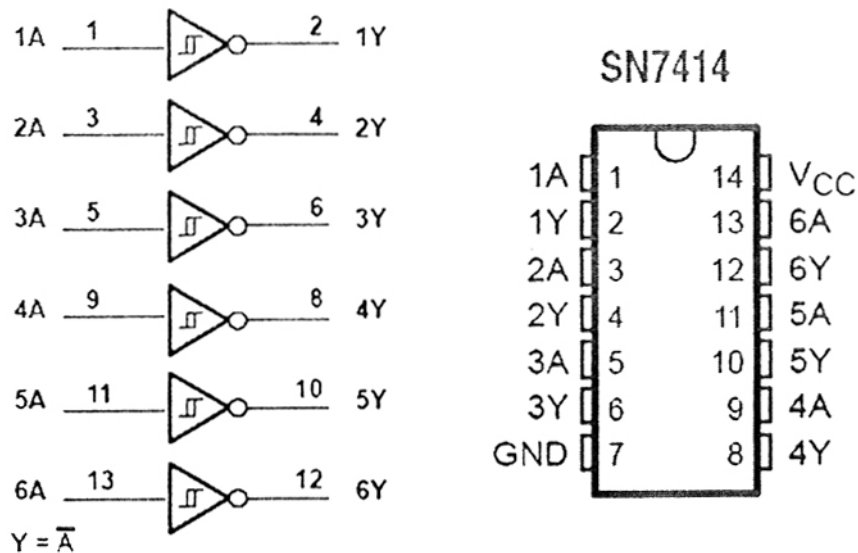 1A 1 2 1Y
2A 3 4 2Y
3A 5 6 3Y
4A 9 8 4Y
5A 11 10 5Y
6A 13 12 6Y
Y = A̅
SN7414
1A 1 14 VCC
1Y 2 13 6A
2A 3 12 6Y
2Y 4 11 5A
3A 5 10 5Y
3Y 6 9 4A
GND 7 8 4Y